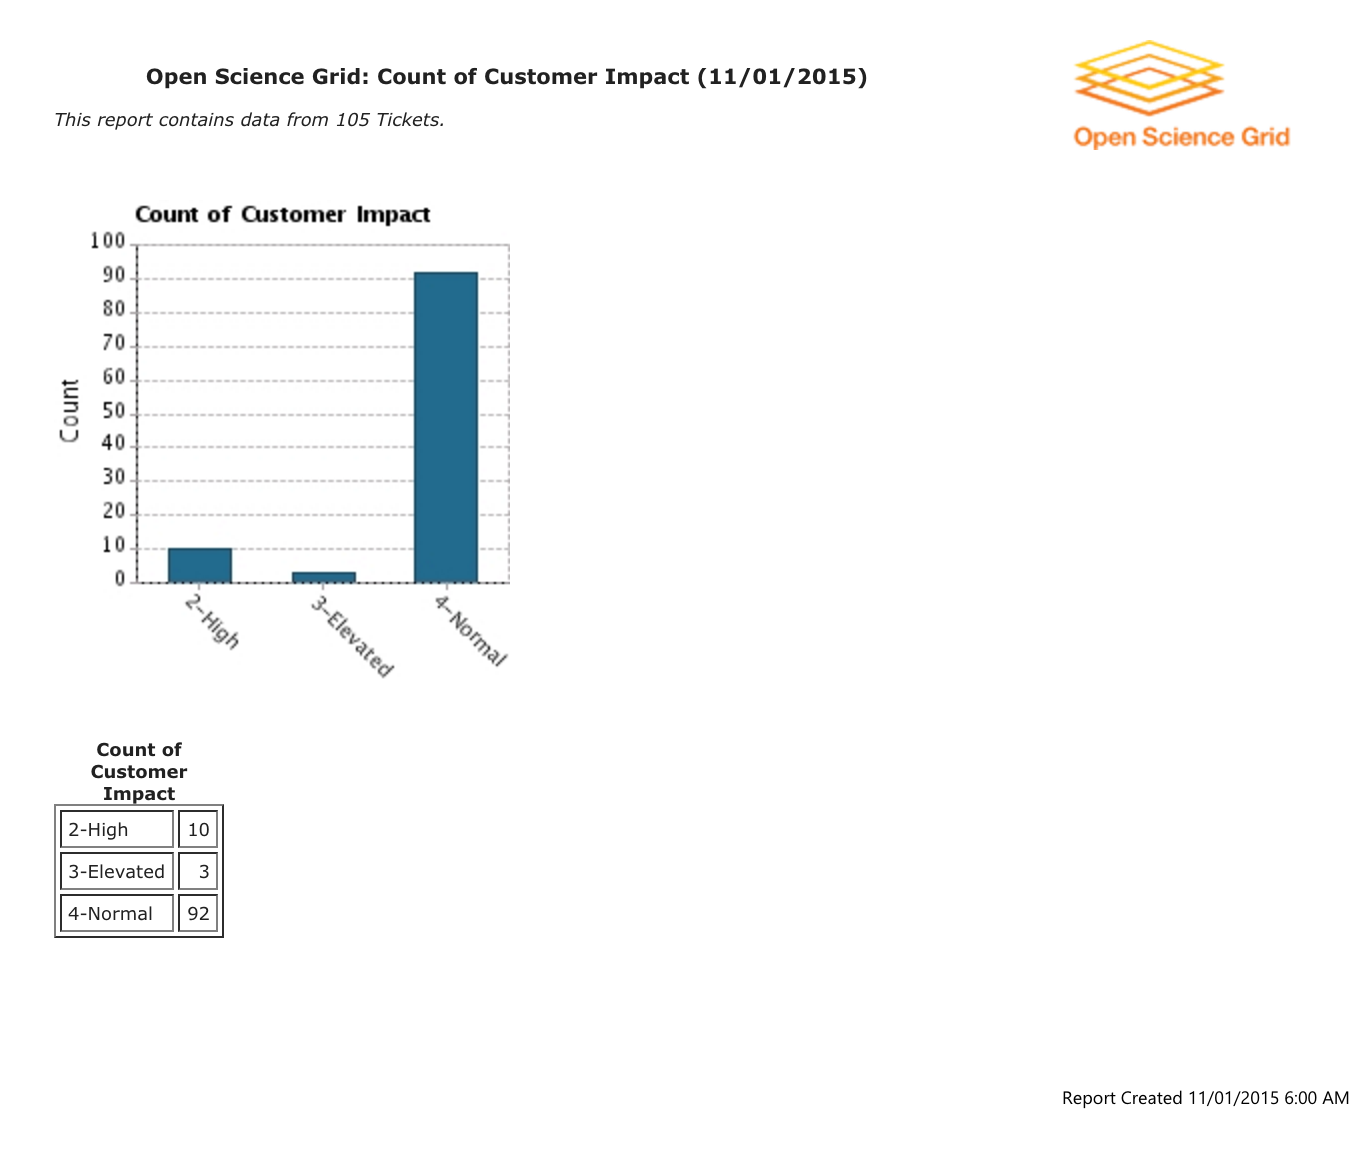 Open Science Grid: Count of Customer Impact (11/01/2015)
This report contains data from 105 Tickets.
Open Science Grid
Count of Customer Impact
100
90
80
70
60
50
40
30
20
10
0
Count
2-High
3-Elevated
4-Normal
Count of
Customer
Impact
2-High 10
3-Elevated 3
4-Normal 92
Report Created 11/01/2015 6:00 AM